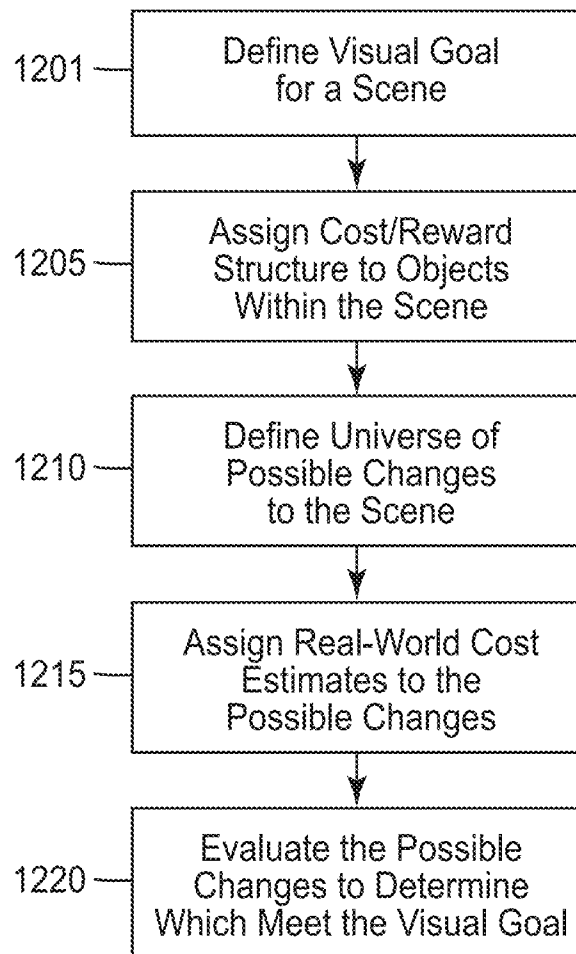 1201
Define Visual Goal
for a Scene
1205
Assign Cost/Reward
Structure to Objects
Within the Scene
1210
Define Universe of
Possible Changes
to the Scene
1215
Assign Real-World Cost
Estimates to the
Possible Changes
1220
Evaluate the Possible
Changes to Determine
Which Meet the Visual Goal